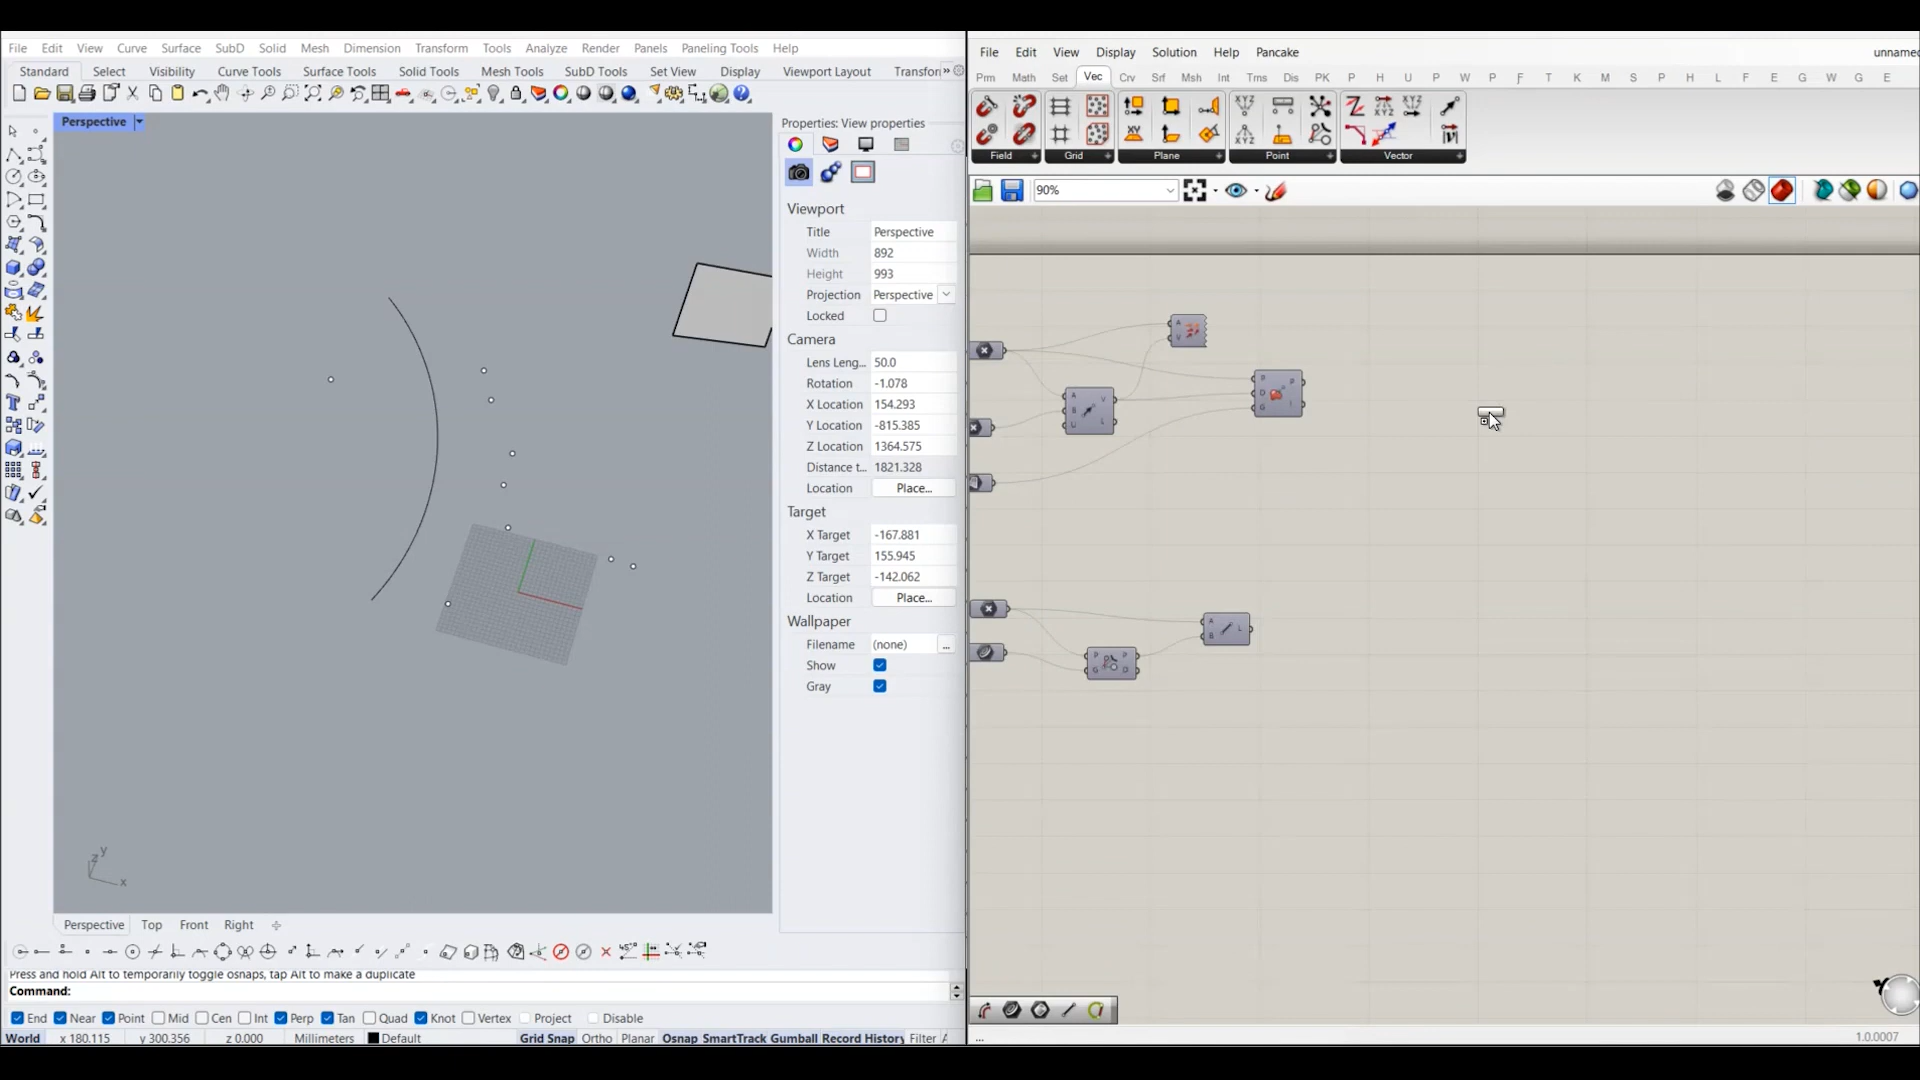 File Edit View Curve Surface SubD Solid Mesh Dimension Transform Tools Analyze Render Panels Paneling Tools Help
Standard Select Visibility Curve Tools Surface Tools Solid Tools Mesh Tools SubD Tools Set View Display Viewport Layout Transfor
Perspective
Properties: View properties
Viewport
Title Perspective
Width 892
Height 993
Projection Perspective
Locked
Camera
Lens Leng... 50.0
Rotation -1.078
X Location 154.293
Y Location -815.385
Z Location 1364.575
Distance t... 1821.328
Location Place...
Target
X Target -167.881
Y Target 155.945
Z Target -142.062
Location Place...
Wallpaper
Filename (none) ...
Show
Gray
z y x
Perspective Top Front Right
Press and hold Alt to temporarily toggle osnaps, tap Alt to make a duplicate
Command:
End Near Point Mid Cen Int Perp Tan Quad Knot Vertex Project Disable
World x 180.115 y 300.356 z 0.000 Millimeters Default Grid Snap Ortho Planar Osnap SmartTrack Gumball Record History Filter
File Edit View Display Solution Help Pancake unnamed
Prm Math Set Vec Crv Srf Msh Int Tms Dis PK P H U P W P F T K M S P H L F E G W G E
Field Grid Plane Point Vector
90%
A
V
A
B
U
V
L
P
D
G
P
I
A
B
L
P
G
P
D
...
1.0.0007